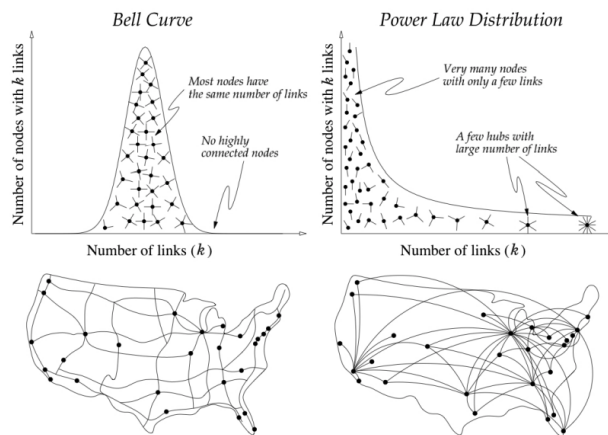 Bell Curve
Number of nodes with k links
Most nodes have
the same number of links
No highly
connected nodes
Number of links (k)
Power Law Distribution
Number of nodes with k links
Very many nodes
with only a few links
A few hubs with
large number of links
Number of links (k)